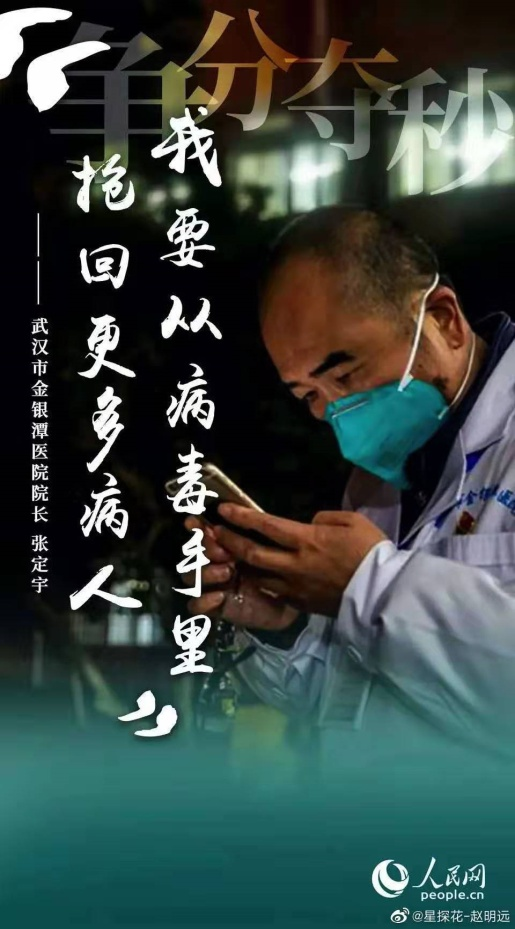 争分夺秒
我要从病毒手里
抢回更多病人
——武汉市金银潭医院院长 张定宇
人民网
people.cn
@星探花-赵明远